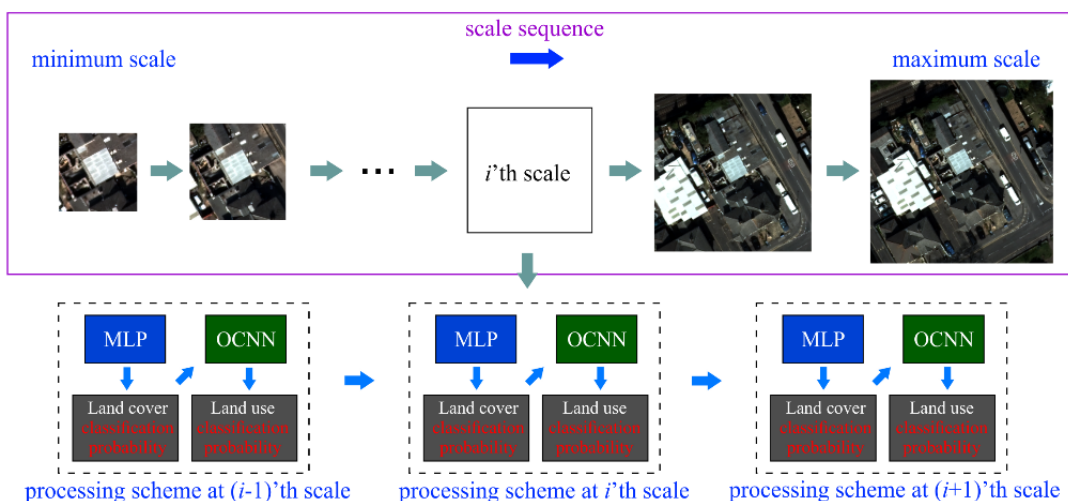 scale sequence
minimum scale
maximum scale
...
i’th scale
MLP
OCNN
Land cover
classification
probability
Land use
classification
probability
processing scheme at (i-1)’th scale
MLP
OCNN
Land cover
classification
probability
Land use
classification
probability
processing scheme at i’th scale
MLP
OCNN
Land cover
classification
probability
Land use
classification
probability
processing scheme at (i+1)’th scale